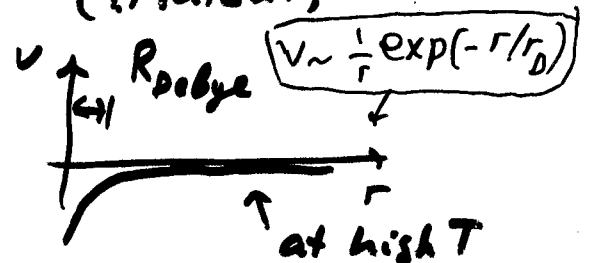 V ~ 1/r exp(-r/r_D)
V R_Debye
r
at high T